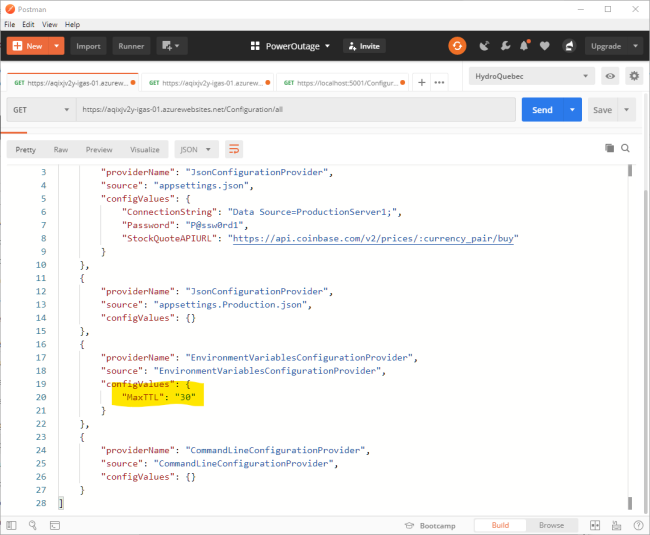 Postman
File Edit View Help
New Import Runner PowerOutage Invite Upgrade
GET https://aqixjv2y-igas-01.azurew... GET https://aqixjv2y-igas-01.azurew... GET https://localhost:5001/Configur... HydroQuebec
GET https://aqixjv2y-igas-01.azurewebsites.net/Configuration/all Send Save
Pretty Raw Preview Visualize JSON
3 "providerName": "JsonConfigurationProvider",
4 "source": "appsettings.json",
5 "configValues": {
6 "ConnectionString": "Data Source=ProductionServer1;",
7 "Password": "P@ssw0rd1",
8 "StockQuoteAPIURL": "https://api.coinbase.com/v2/prices/:currency_pair/buy"
9 }
10 },
11 {
12 "providerName": "JsonConfigurationProvider",
13 "source": "appsettings.Production.json",
14 "configValues": {}
15 },
16 {
17 "providerName": "EnvironmentVariablesConfigurationProvider",
18 "source": "EnvironmentVariablesConfigurationProvider",
19 "configValues": {
20 "MaxTTL": "30"
21 }
22 },
23 {
24 "providerName": "CommandLineConfigurationProvider",
25 "source": "CommandLineConfigurationProvider",
26 "configValues": {}
27 }
28 ]
Bootcamp Build Browse